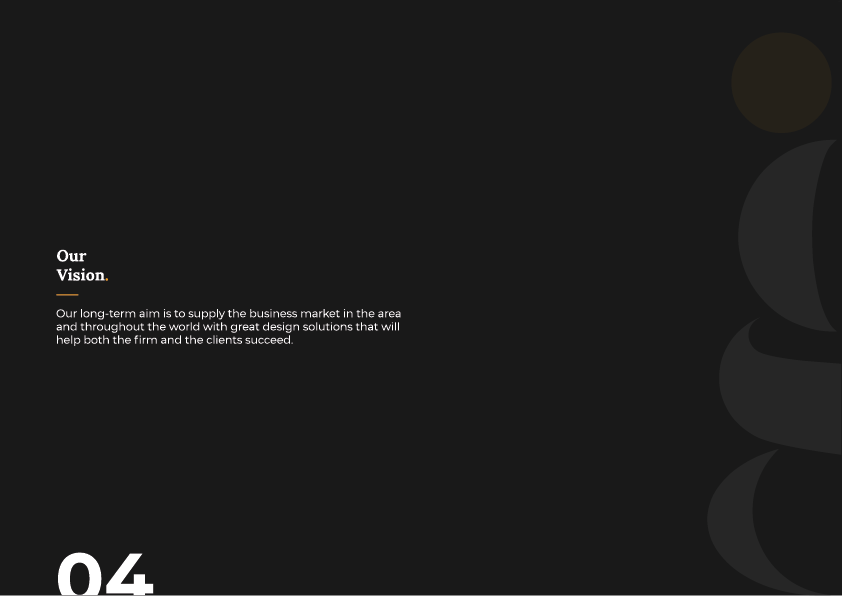 Our
Vision.
Our long-term aim is to supply the business market in the area
and throughout the world with great design solutions that will
help both the firm and the clients succeed.
04